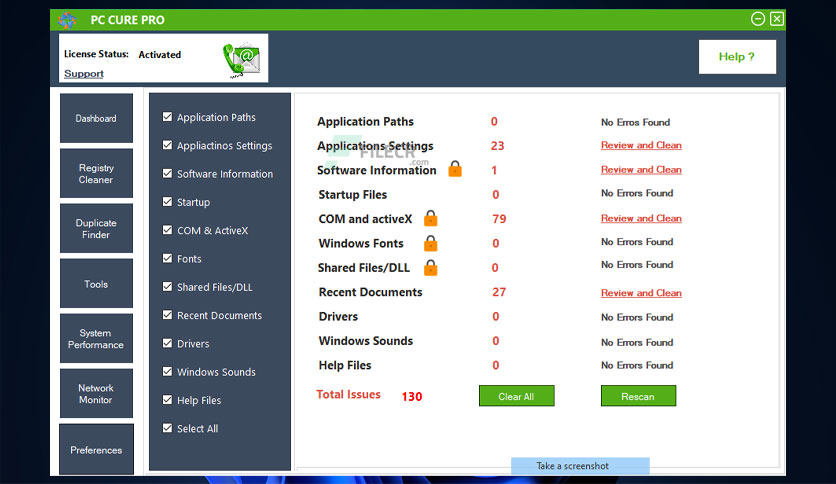 PC CURE PRO
License Status: Activated
Support
Help ?
Dashboard
Registry
Cleaner
Duplicate
Finder
Tools
System
Performance
Network
Monitor
Preferences
Application Paths
Appliactinos Settings
Software Information
Startup
COM & ActiveX
Fonts
Shared Files/DLL
Recent Documents
Drivers
Windows Sounds
Help Files
Select All
Application Paths 0 No Erros Found
Applications Settings 23 Review and Clean
FILECR
.com
Software Information 1 Review and Clean
Startup Files 0 No Errors Found
COM and activeX 79 Review and Clean
Windows Fonts 0 No Errors Found
Shared Files/DLL 0 No Errors Found
Recent Documents 27 Review and Clean
Drivers 0 No Errors Found
Windows Sounds 0 No Errors Found
Help Files 0 No Errors Found
Total Issues 130 Clear All Rescan
Take a screenshot